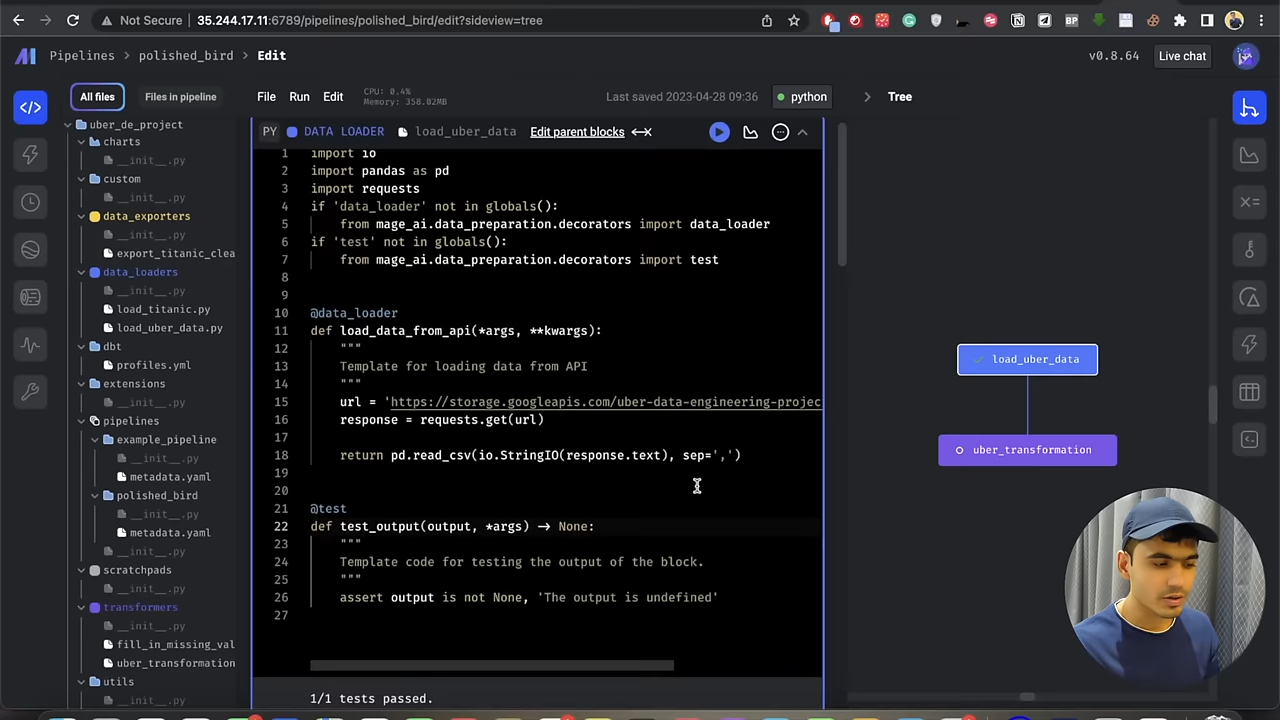 Not Secure
35.244.17.11:6789/pipelines/polished_bird/edit?sideview=tree
BP
Pipelines > polished_bird > Edit
v0.8.64
Live chat
All files
Files in pipeline
File
Run
Edit
CPU: 0.4%
Memory: 358.02MB
Last saved 2023-04-28 09:36
python
Tree
uber_de_project
charts
__init__.py
custom
__init__.py
data_exporters
__init__.py
export_titanic_clea
data_loaders
__init__.py
load_titanic.py
load_uber_data.py
dbt
profiles.yml
extensions
__init__.py
pipelines
example_pipeline
__init__.py
metadata.yaml
polished_bird
metadata.yaml
__init__.py
scratchpads
__init__.py
transformers
__init__.py
fill_in_missing_val
uber_transformation
utils
__init__.py
PY DATA LOADER load_uber_data Edit parent blocks
1 import io
2 import pandas as pd
3 import requests
4 if 'data_loader' not in globals():
5 from mage_ai.data_preparation.decorators import data_loader
6 if 'test' not in globals():
7 from mage_ai.data_preparation.decorators import test
8
9
10 @data_loader
11 def load_data_from_api(*args, **kwargs):
12 """
13 Template for loading data from API
14 """
15 url = 'https://storage.googleapis.com/uber-data-engineering-projec
16 response = requests.get(url)
17
18 return pd.read_csv(io.StringIO(response.text), sep=',')
19
20
21 @test
22 def test_output(output, *args) -> None:
23 """
24 Template code for testing the output of the block.
25 """
26 assert output is not None, 'The output is undefined'
27
1/1 tests passed.
load_uber_data
uber_transformation